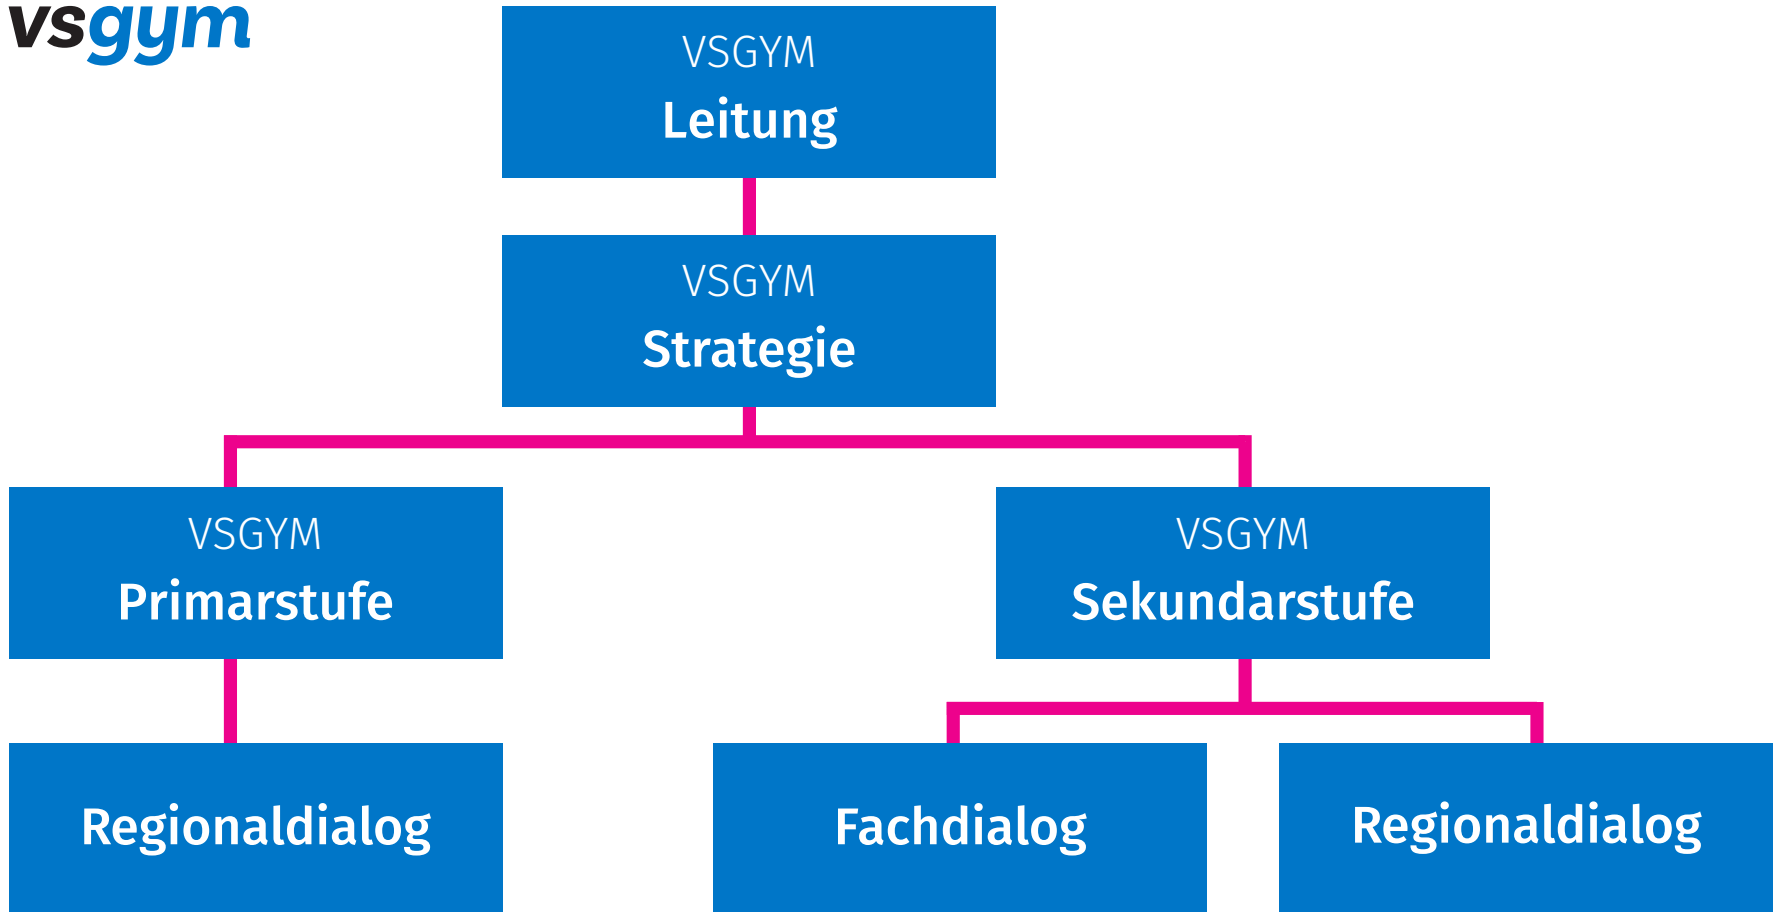 vsgym
VSGYM
Leitung
VSGYM
Strategie
VSGYM
Primarstufe
VSGYM
Sekundarstufe
Regionaldialog
Fachdialog
Regionaldialog